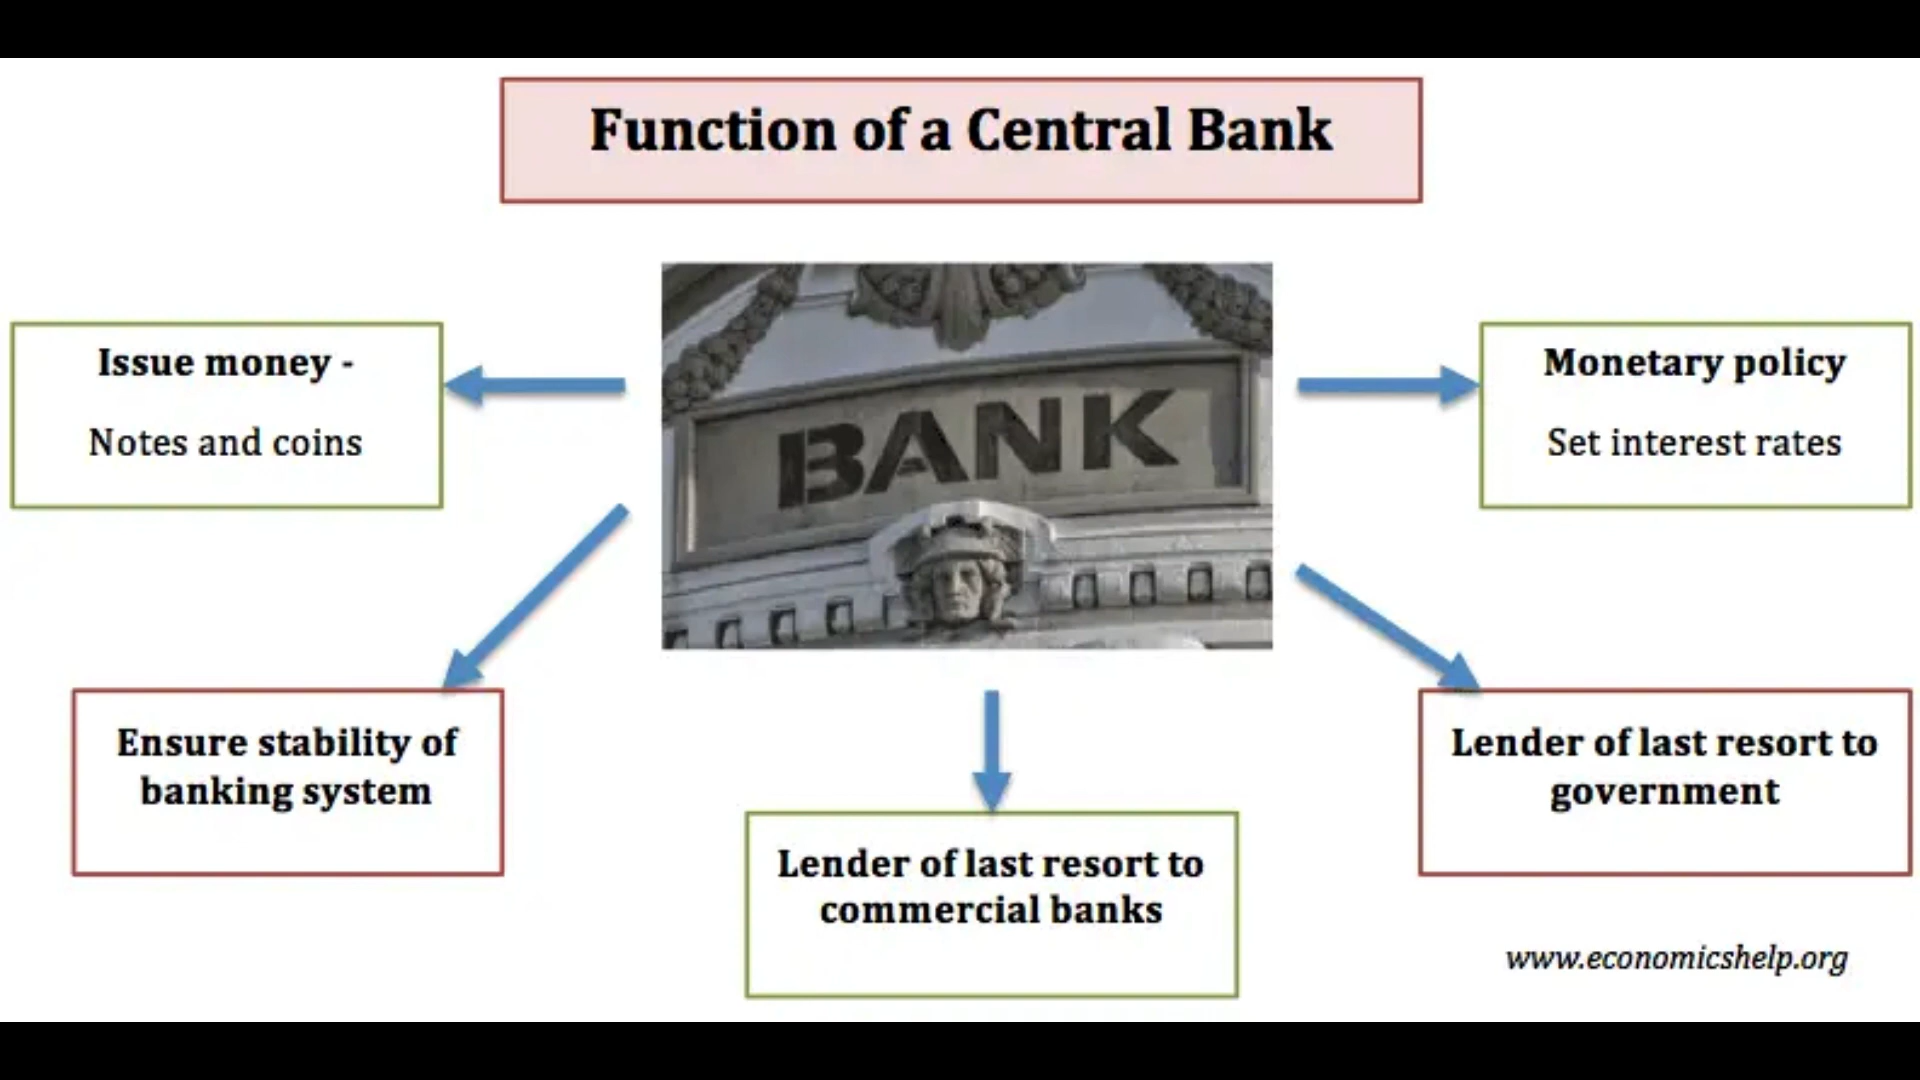 Function of a Central Bank
Issue money -
Notes and coins
BANK
Monetary policy
Set interest rates
Ensure stability of
banking system
Lender of last resort to
commercial banks
Lender of last resort to
government
www.economicshelp.org